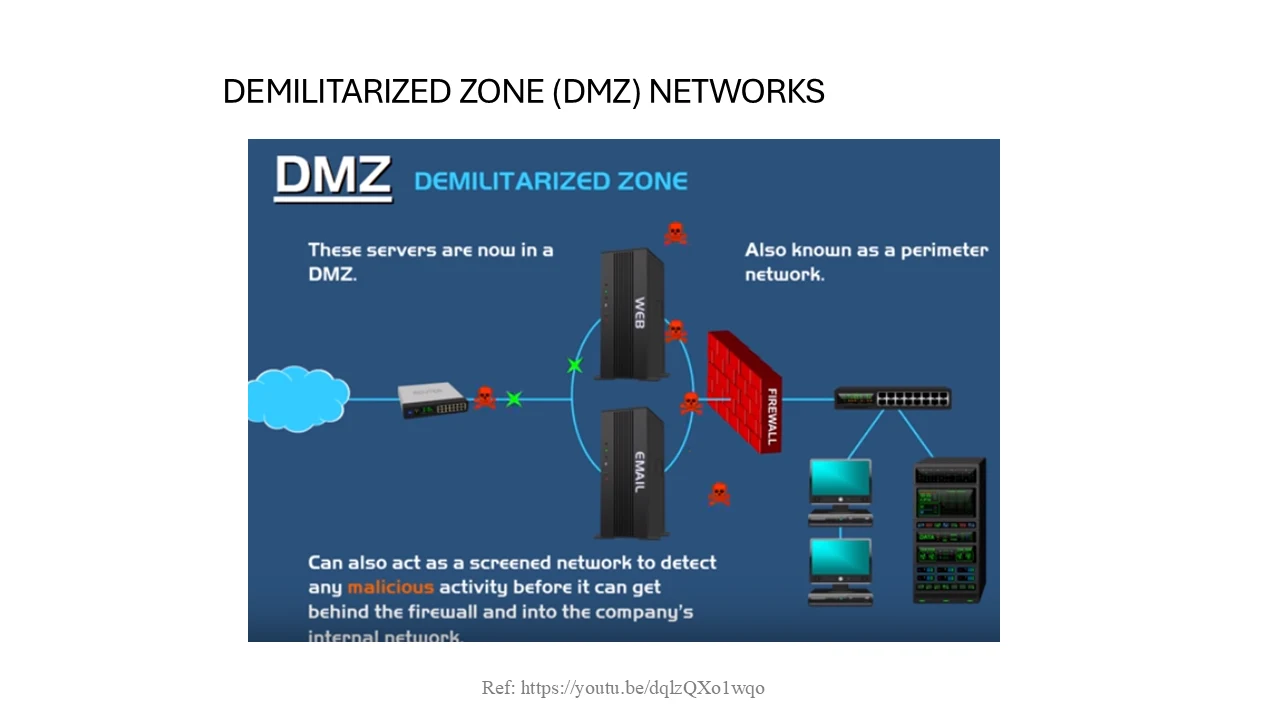 DEMILITARIZED ZONE (DMZ) NETWORKS
DMZ DEMILITARIZED ZONE
These servers are now in a
DMZ.
Also known as a perimeter
network.
WEB
ROUTER
FIREWALL
EMAIL
DATA
Can also act as a screened network to detect
any malicious activity before it can get
behind the firewall and into the company's
internal network.
Ref: https://youtu.be/dqlzQXo1wqo